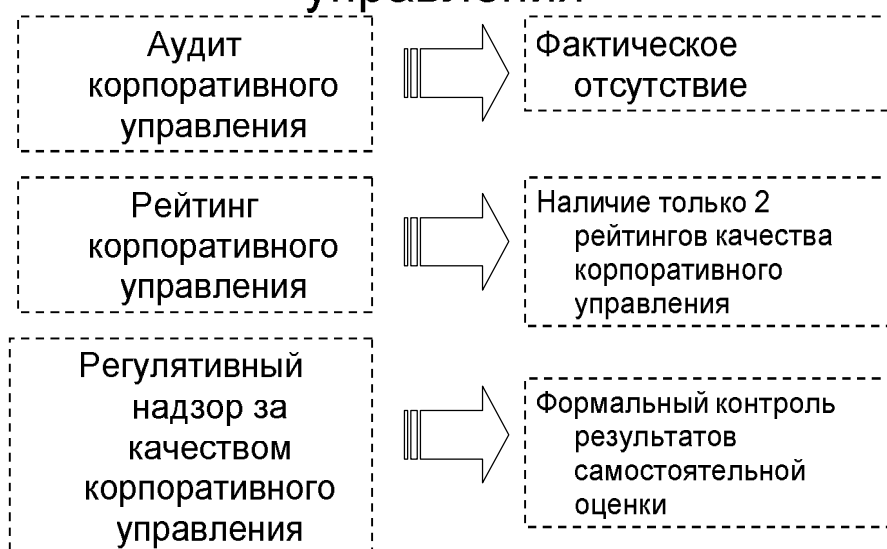 управления
Аудит
корпоративного
управления
Фактическое
отсутствие
Рейтинг
корпоративного
управления
Наличие только 2
рейтингов качества
корпоративного
управления
Регулятивный
надзор за
качеством
корпоративного
управления
Формальный контроль
результатов
самостоятельной
оценки